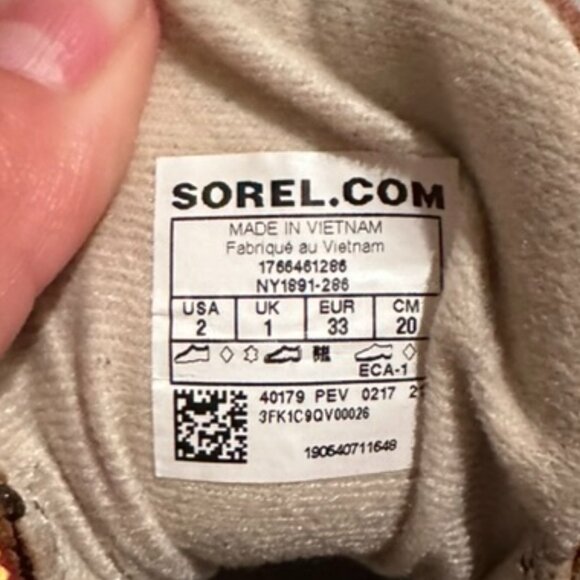 SOREL.COM
MADE IN VIETNAM
Fabriqué au Vietnam
1766461286
NY1891-286
USA UK EUR CM
2 1 33 20
ECA-1
40179 PEV 0217
3FK1C9QV00026
190540711648